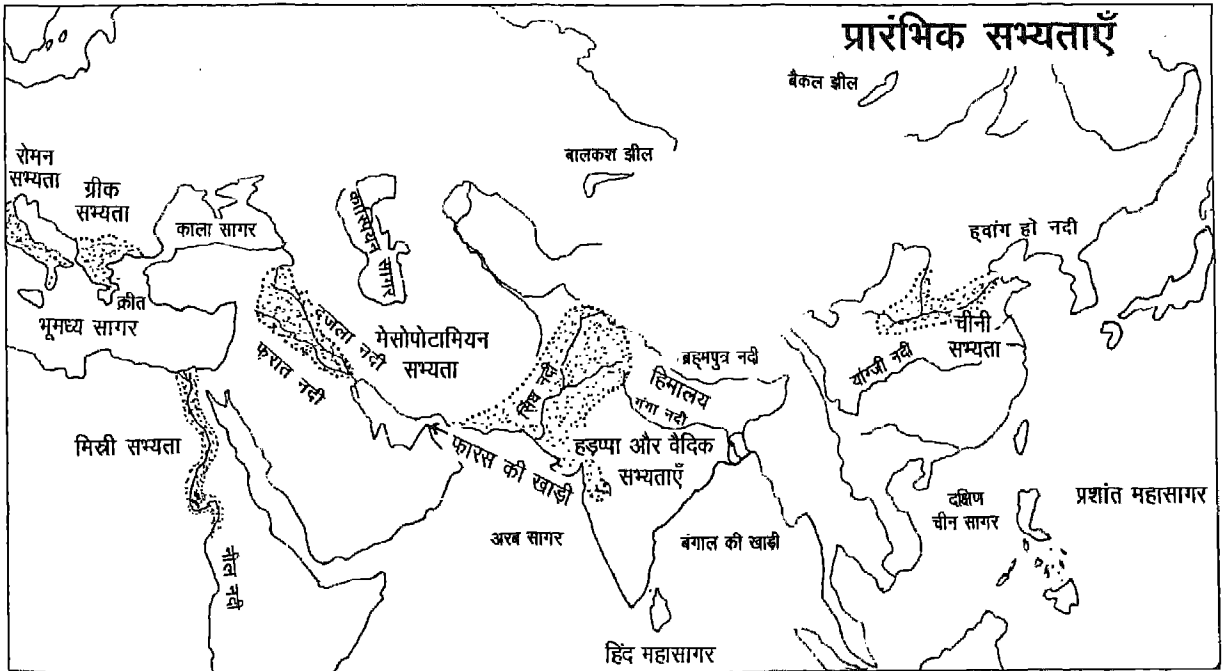 प्रारंभिक सभ्यताएँ
बैकल झील
बालकश झील
रोमन
सभ्यता
ग्रीक
सभ्यता
काला सागर
कास्पियन सागर
ह्वांग हो नदी
क्रीत
भूमध्य सागर
दजला नदी
फरात नदी
मेसोपोटामियन
सभ्यता
सिंध नदी
ब्रह्मपुत्र नदी
हिमालय
गंगा नदी
चीनी
सभ्यता
यांग्जी नदी
मिस्री सभ्यता
फ़ारस की खाड़ी
हड़प्पा और वैदिक
सभ्यताएँ
अरब सागर
बंगाल की खाड़ी
दक्षिण
चीन सागर
प्रशांत महासागर
नील नदी
हिंद महासागर